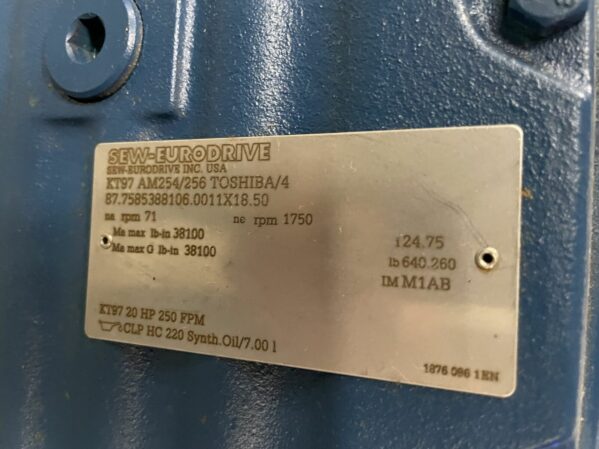 SEW-EURODRIVE
SEW-EURODRIVE INC. USA
KT97 AM254/256 TOSHIBA/4
87.7585388106.0011X18.50
na rpm 71 ne rpm 1750
Ma max lb-in 38100
Ma max G lb-in 38100
i 24.75
lb 640.260
IM M1AB
KT97 20 HP 250 FPM
CLP HC 220 Synth.Oil/7.00 l
1876 096 1 EN